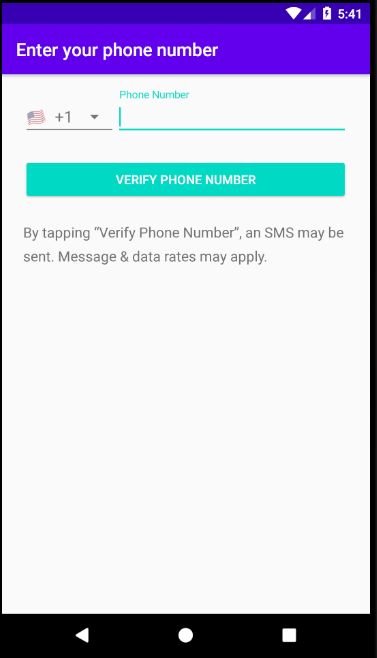 5:41
Enter your phone number
Phone Number
+1
VERIFY PHONE NUMBER
By tapping “Verify Phone Number”, an SMS may be
sent. Message & data rates may apply.